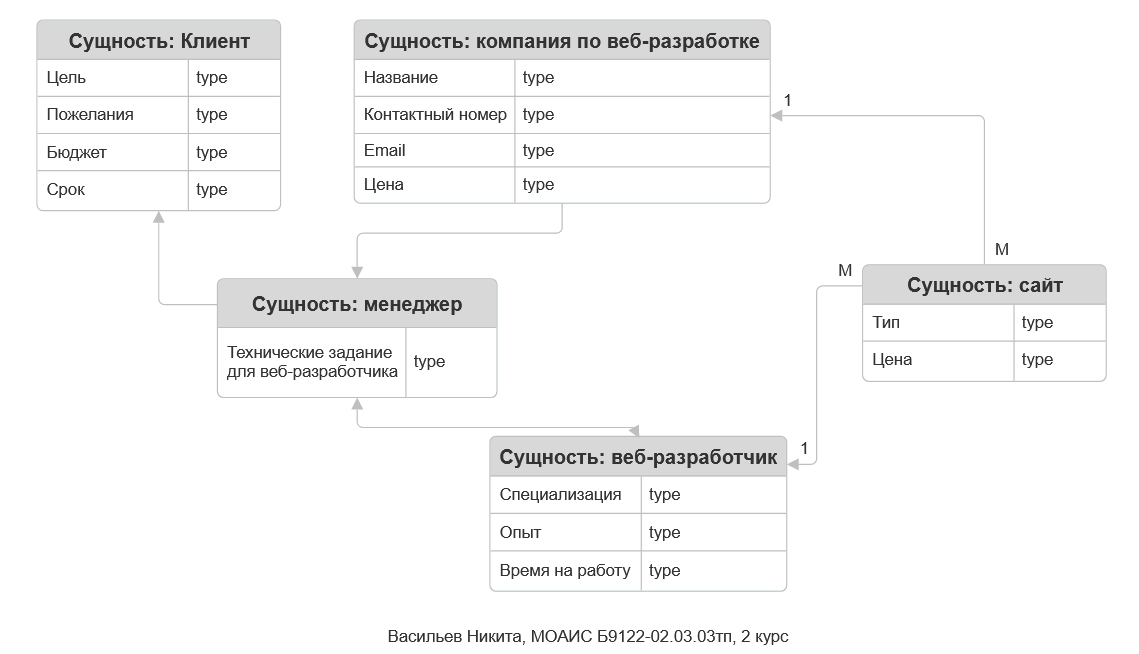 Сущность: Клиент
Цель type
Пожелания type
Бюджет type
Срок type
Сущность: компания по веб-разработке
Название type
Контактный номер type
Email type
Цена type
1
М
М
Сущность: сайт
Тип type
Цена type
Сущность: менеджер
Технические задание
для веб-разработчика
type
1
Сущность: веб-разработчик
Специализация type
Опыт type
Время на работу type
Васильев Никита, МОАИС Б9122-02.03.03тп, 2 курс